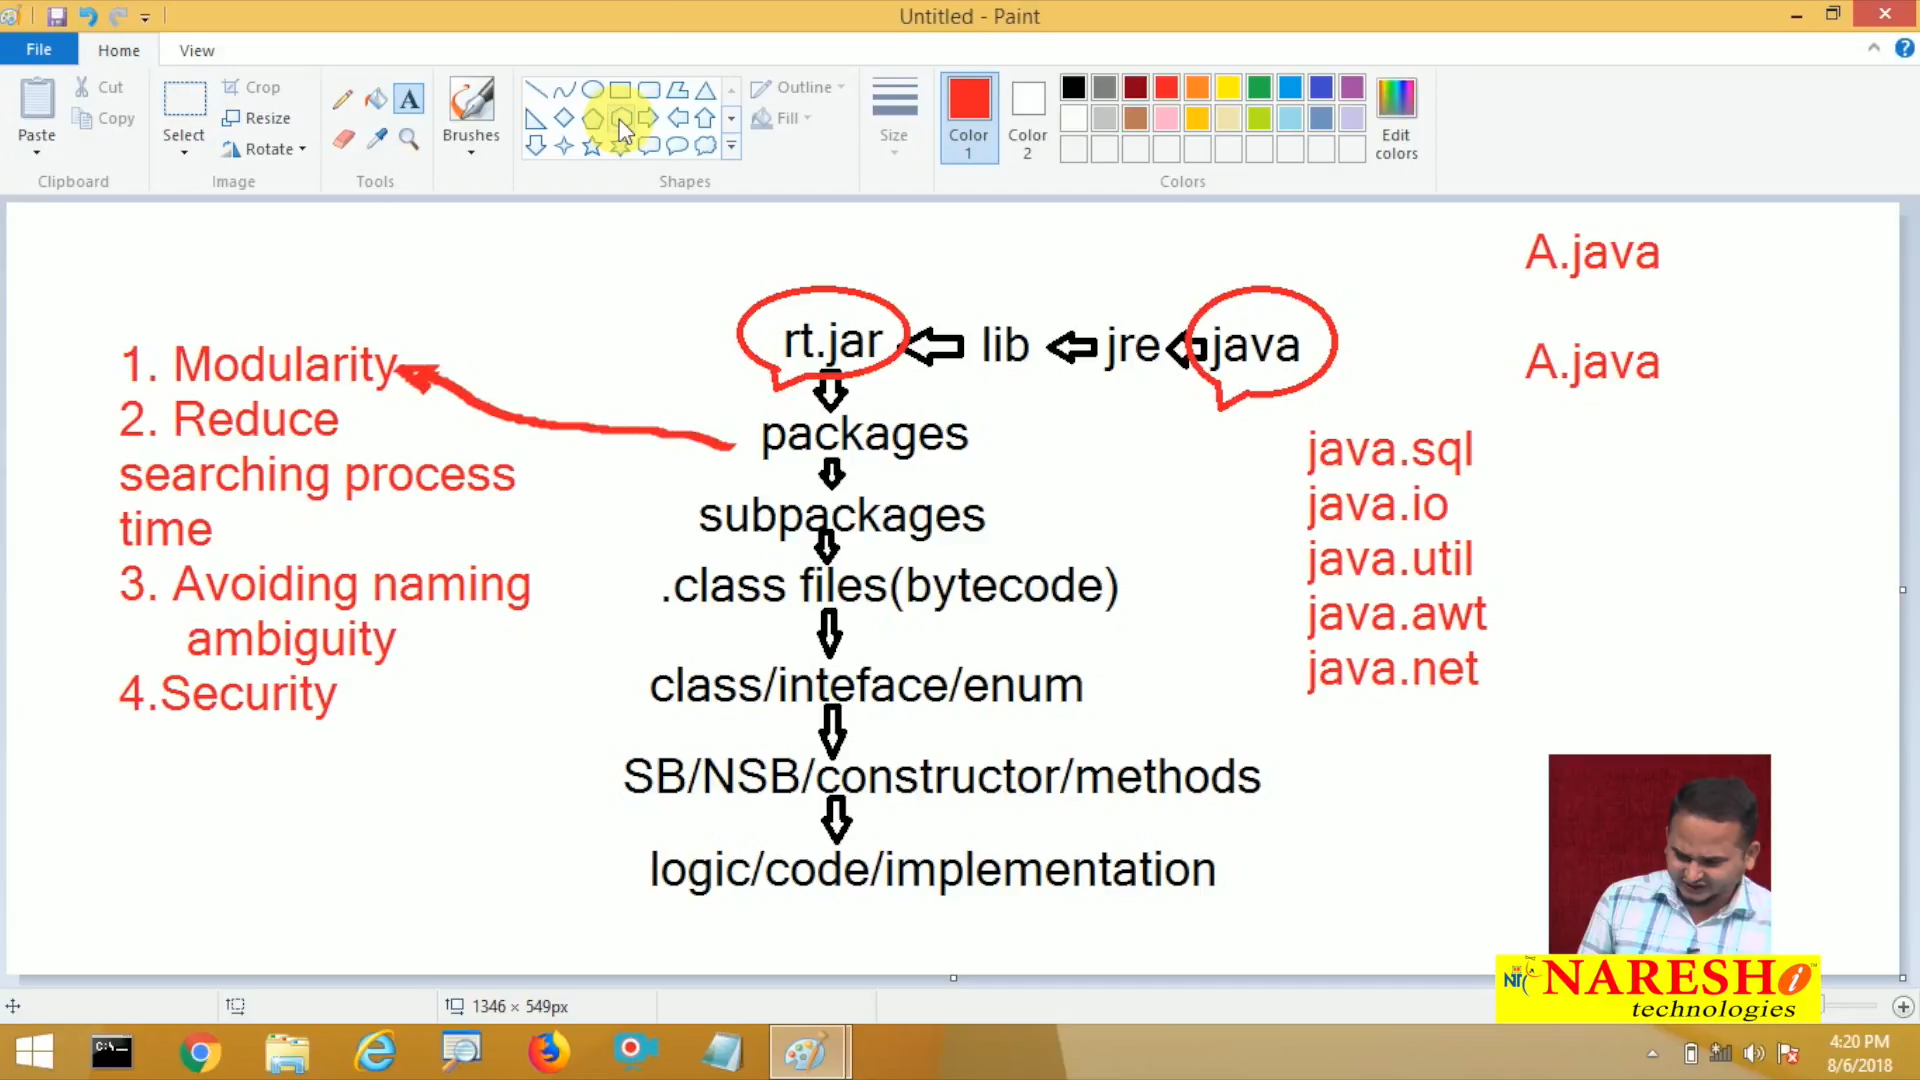 Untitled - Paint
File
Home
View
Paste
Cut
Copy
Clipboard
Select
Crop
Resize
Rotate
Image
A
Tools
Brushes
Shapes
Outline
Fill
Size
Color
1
Color
2
Edit
colors
Colors
A.java
A.java
rt.jar
lib
jre
java
packages
subpackages
.class files(bytecode)
class/inteface/enum
SB/NSB/constructor/methods
logic/code/implementation
1. Modularity
2. Reduce
searching process
time
3. Avoiding naming
ambiguity
4.Security
java.sql
java.io
java.util
java.awt
java.net
NARESH i
technologies
1346 × 549px
C:\_
4:20 PM
8/6/2018